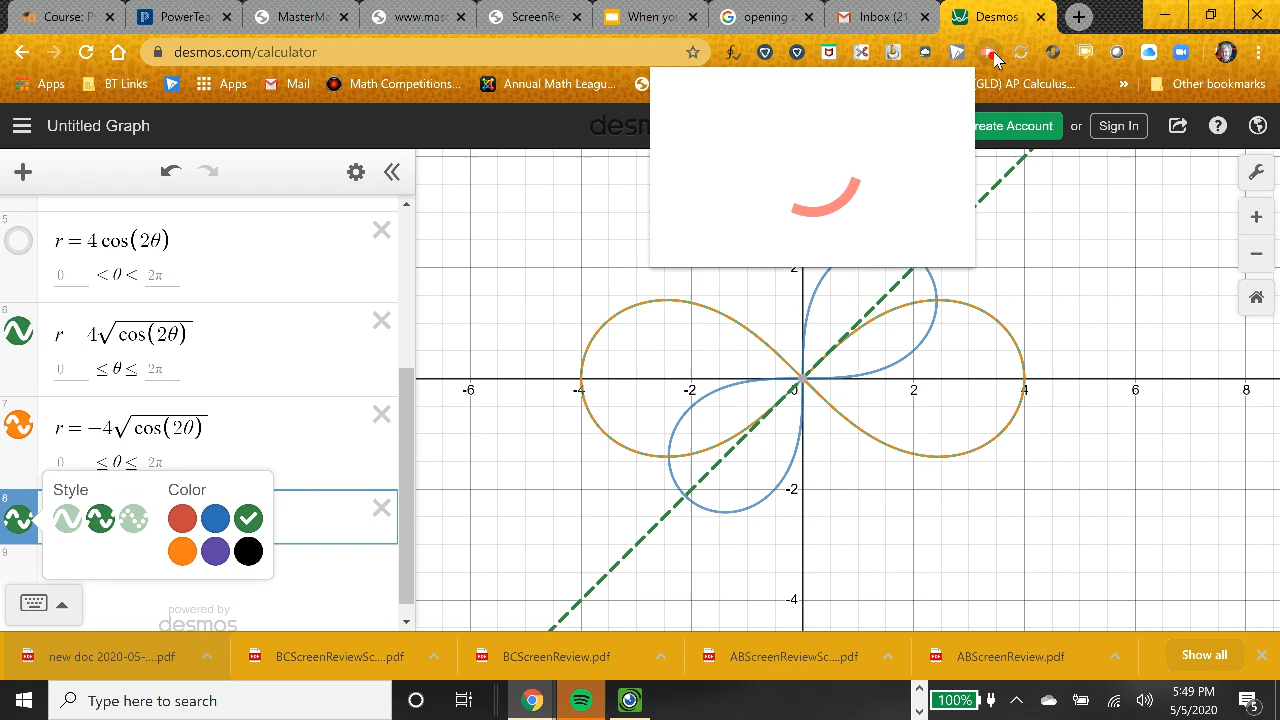 Course: P
PowerTea
MasterM
www.mas
ScreenRe
When yo
opening
Inbox (21
Desmos
desmos.com/calculator
Apps
BT Links
Apps
Mail
Math Competitions...
Annual Math Leagu...
(GLD) AP Calculus...
»
Other bookmarks
Untitled Graph
desm
reate Account
or
Sign In
5
r = 4 cos(2θ)
0 < θ < 2π
6
r 4√cos(2θ)
0 ≤ θ ≤ 2π
7
r = −4√cos(2θ)
0 ≤ θ ≤ 2π
8
Style
Color
9
powered by
desmos
2
-6 -4 -2 0 2 4 6 8
-2
-4
new doc 2020-05-....pdf
BCScreenReviewSc....pdf
BCScreenReview.pdf
ABScreenReviewSc....pdf
ABScreenReview.pdf
Show all
Type here to search
100%
5:49 PM
5/5/2020
5